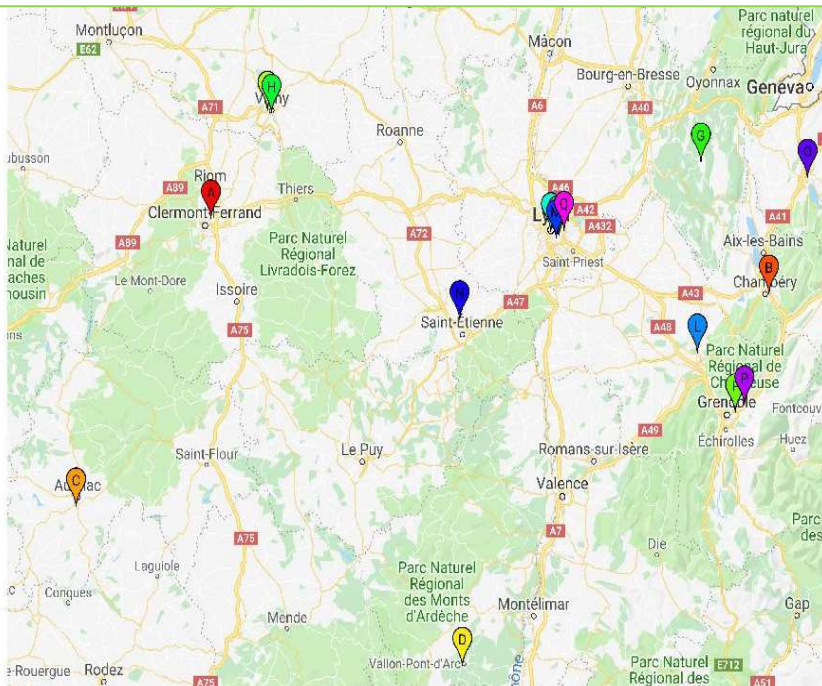 Parc naturel
régional du
Haut-Jura
Montluçon
E62
Mâcon
Bourg-en-Bresse
Oyonnax
Geneva
H
A71
A6
A40
Roanne
G
Riom
A89
A
Thiers
Clermont-Ferrand
A46
Q
A42
A432
A41
A89
A72
Parc Naturel
Régional
Livradois-Forez
Saint-Priest
Aix-les-Bains
B
Chambéry
Le Mont-Dore
Issoire
A75
N
A47
Saint-Étienne
A43
A48
L
Parc Naturel
Régional de
P
Grenoble
Échirolles
Huez
C
Saint-Flour
Le Puy
A49
Romans-sur-Isère
Valence
A75
A7
Die
Laguiole
Conques
Parc Naturel
Régional
des Monts
d'Ardèche
Mende
Montélimar
Gap
D
Vallon-Pont-d'Arc
e-Rouergue
Rodez
A75
Parc Naturel
Régional des
E712
A51